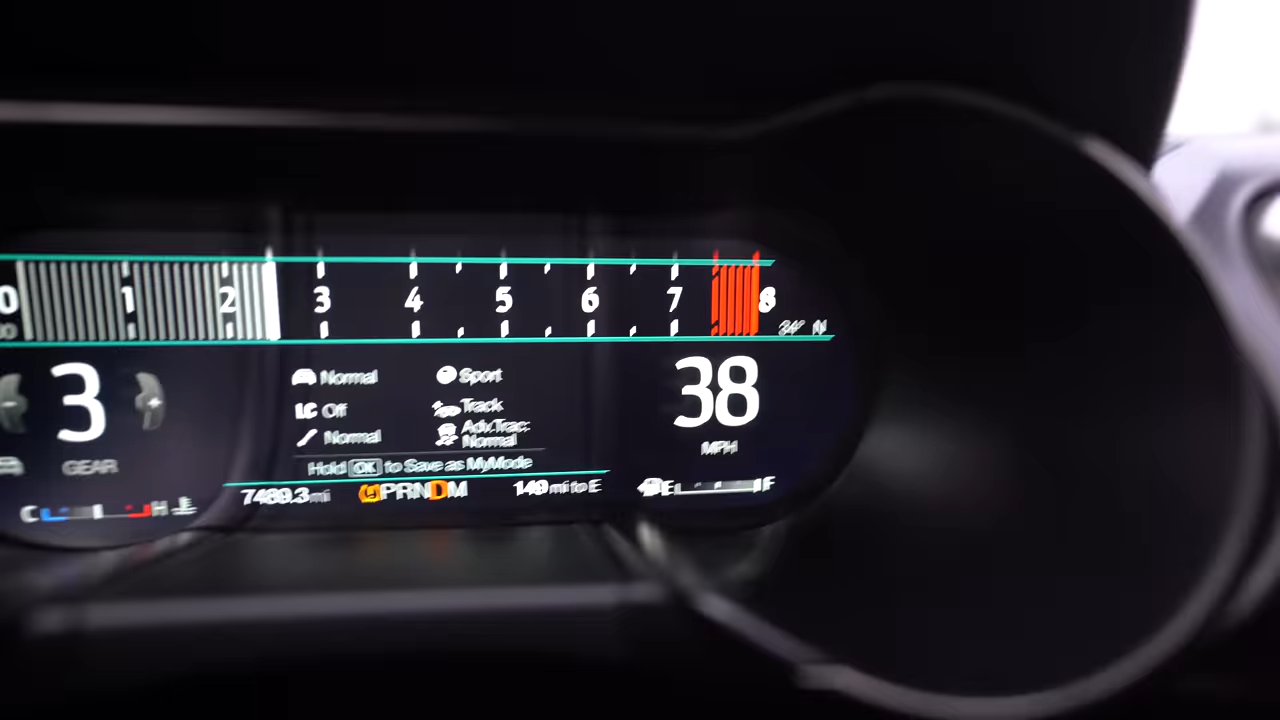 0 1 2 3 4 5 6 7 8
34° N
3
GEAR
Normal Sport
LC Off Track
Normal Adv.Trac: Normal
Hold OK to Save as MyMode
38
MPH
C H
7489.3 mi PRNDM 149 mi to E E F